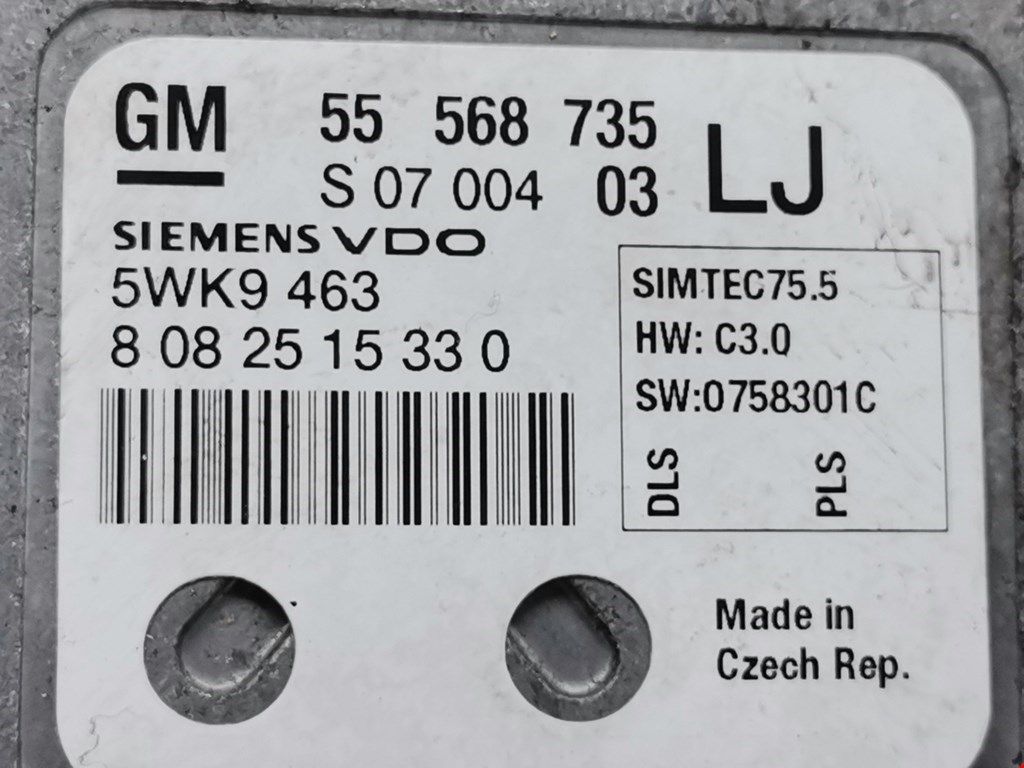 GM 55 568 735
S 07 004 03 LJ
SIEMENS VDO
5WK9 463
8 08 25 15 33 0
SIMTEC75.5
HW: C3.0
SW:0758301C
DLS PLS
Made in
Czech Rep.